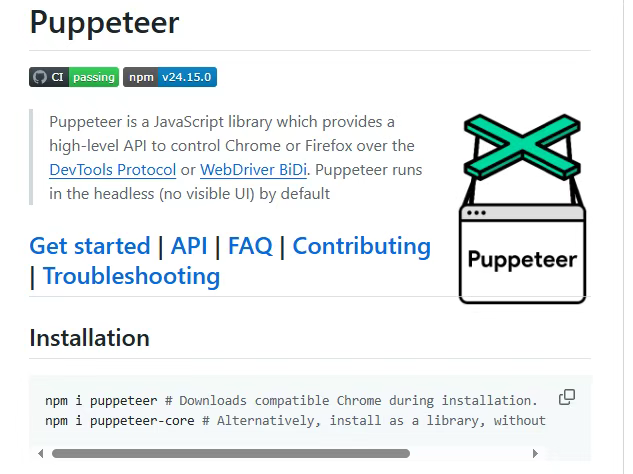 Puppeteer
CI passing npm v24.15.0
Puppeteer is a JavaScript library which provides a
high-level API to control Chrome or Firefox over the
DevTools Protocol or WebDriver BiDi. Puppeteer runs
in the headless (no visible UI) by default
Puppeteer
Get started | API | FAQ | Contributing
| Troubleshooting
Installation
npm i puppeteer # Downloads compatible Chrome during installation.
npm i puppeteer-core # Alternatively, install as a library, without